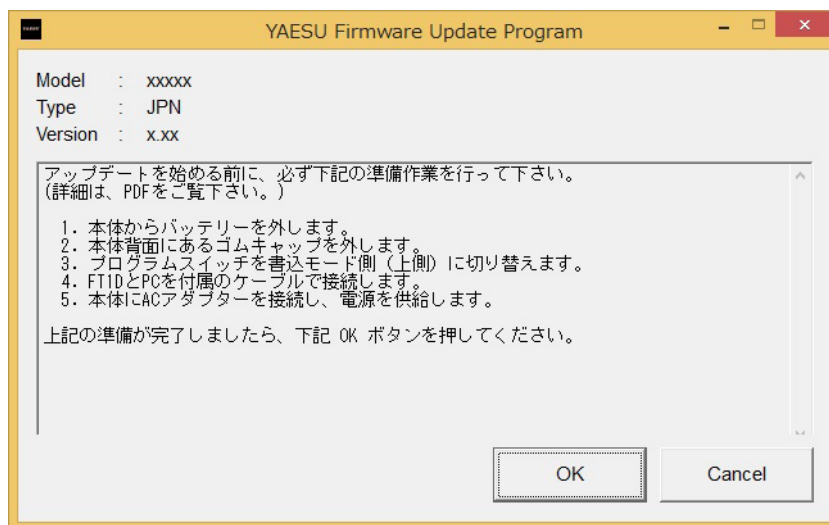 YAESU Firmware Update Program
Model : xxxxx
Type : JPN
Version : x.xx
アップデートを始める前に、必ず下記の準備作業を行って下さい。
(詳細は、PDFをご覧下さい。)
1. 本体からバッテリーを外します。
2. 本体背面にあるゴムキャップを外します。
3. プログラムスイッチを書込モード側（上側）に切り替えます。
4. FT1DとPCを付属のケーブルで接続します。
5. 本体にACアダプターを接続し、電源を供給します。
上記の準備が完了しましたら、下記 OK ボタンを押してください。
OK Cancel